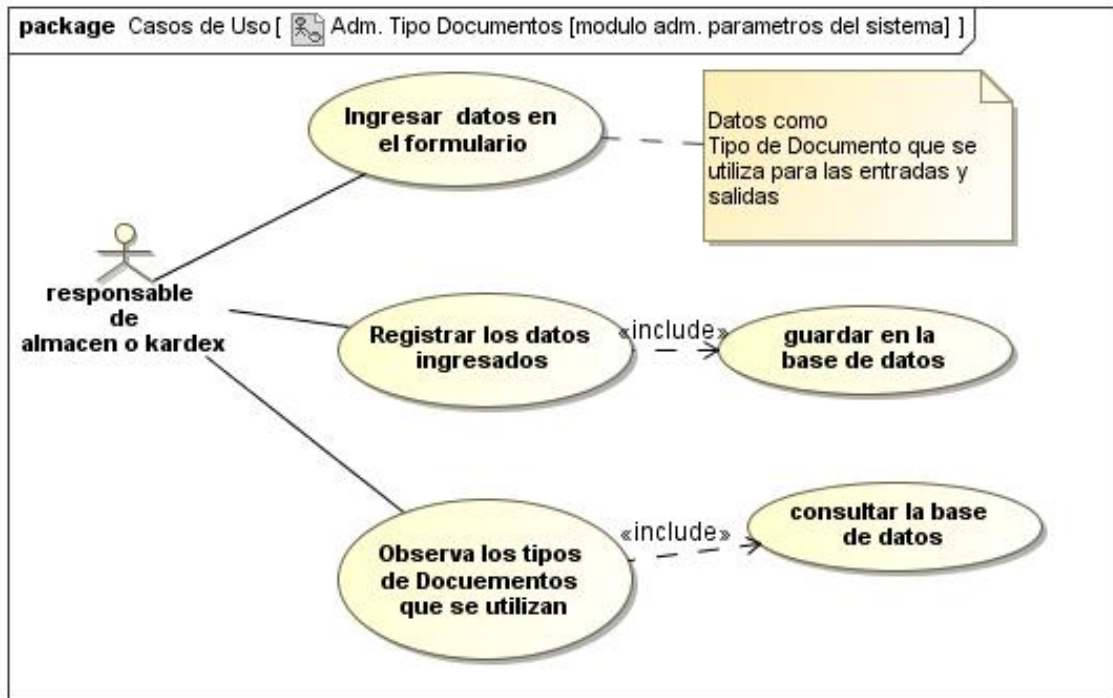 package Casos de Uso [ Adm. Tipo Documentos [modulo adm. parametros del sistema] ]
Ingresar datos en
el formulario
Datos como
Tipo de Documento que se
utiliza para las entradas y
salidas
responsable
de
almacen o kardex
Registrar los datos
ingresados
«include»
guardar en la
base de datos
Observa los tipos
de Docuementos
que se utilizan
«include»
consultar la base
de datos